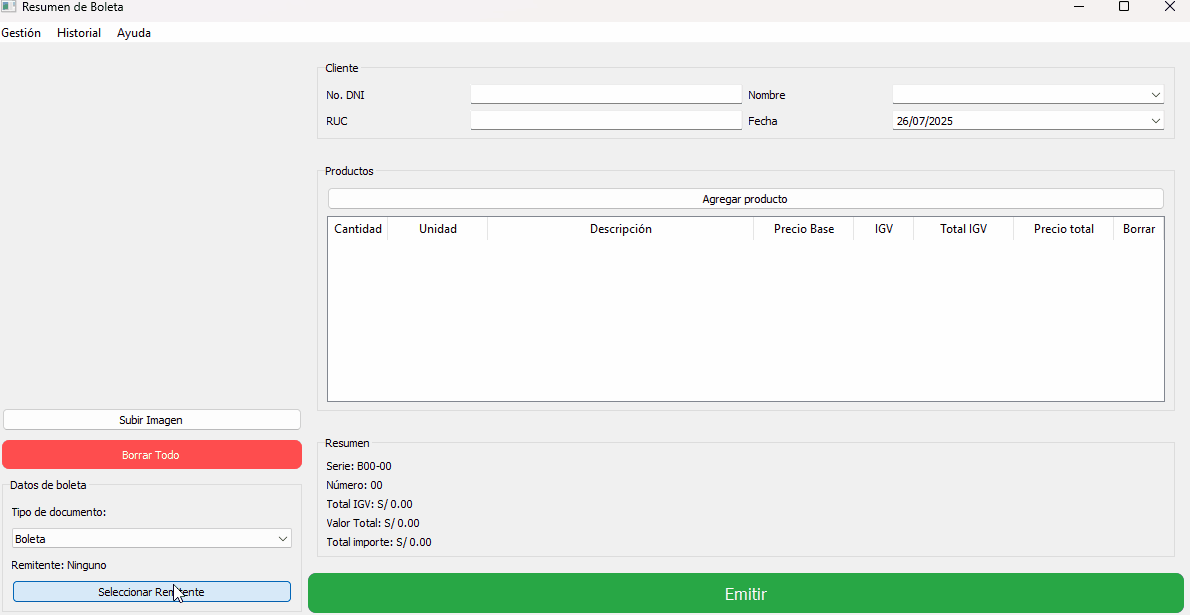 Resumen de Boleta
Gestión Historial Ayuda
Cliente
No. DNI Nombre
RUC Fecha 26/07/2025
Productos
Agregar producto
Cantidad Unidad Descripción Precio Base IGV Total IGV Precio total Borrar
Subir Imagen
Borrar Todo
Datos de boleta
Tipo de documento:
Boleta
Remitente: Ninguno
Seleccionar Remitente
Resumen
Serie: B00-00
Número: 00
Total IGV: S/ 0.00
Valor Total: S/ 0.00
Total importe: S/ 0.00
Emitir